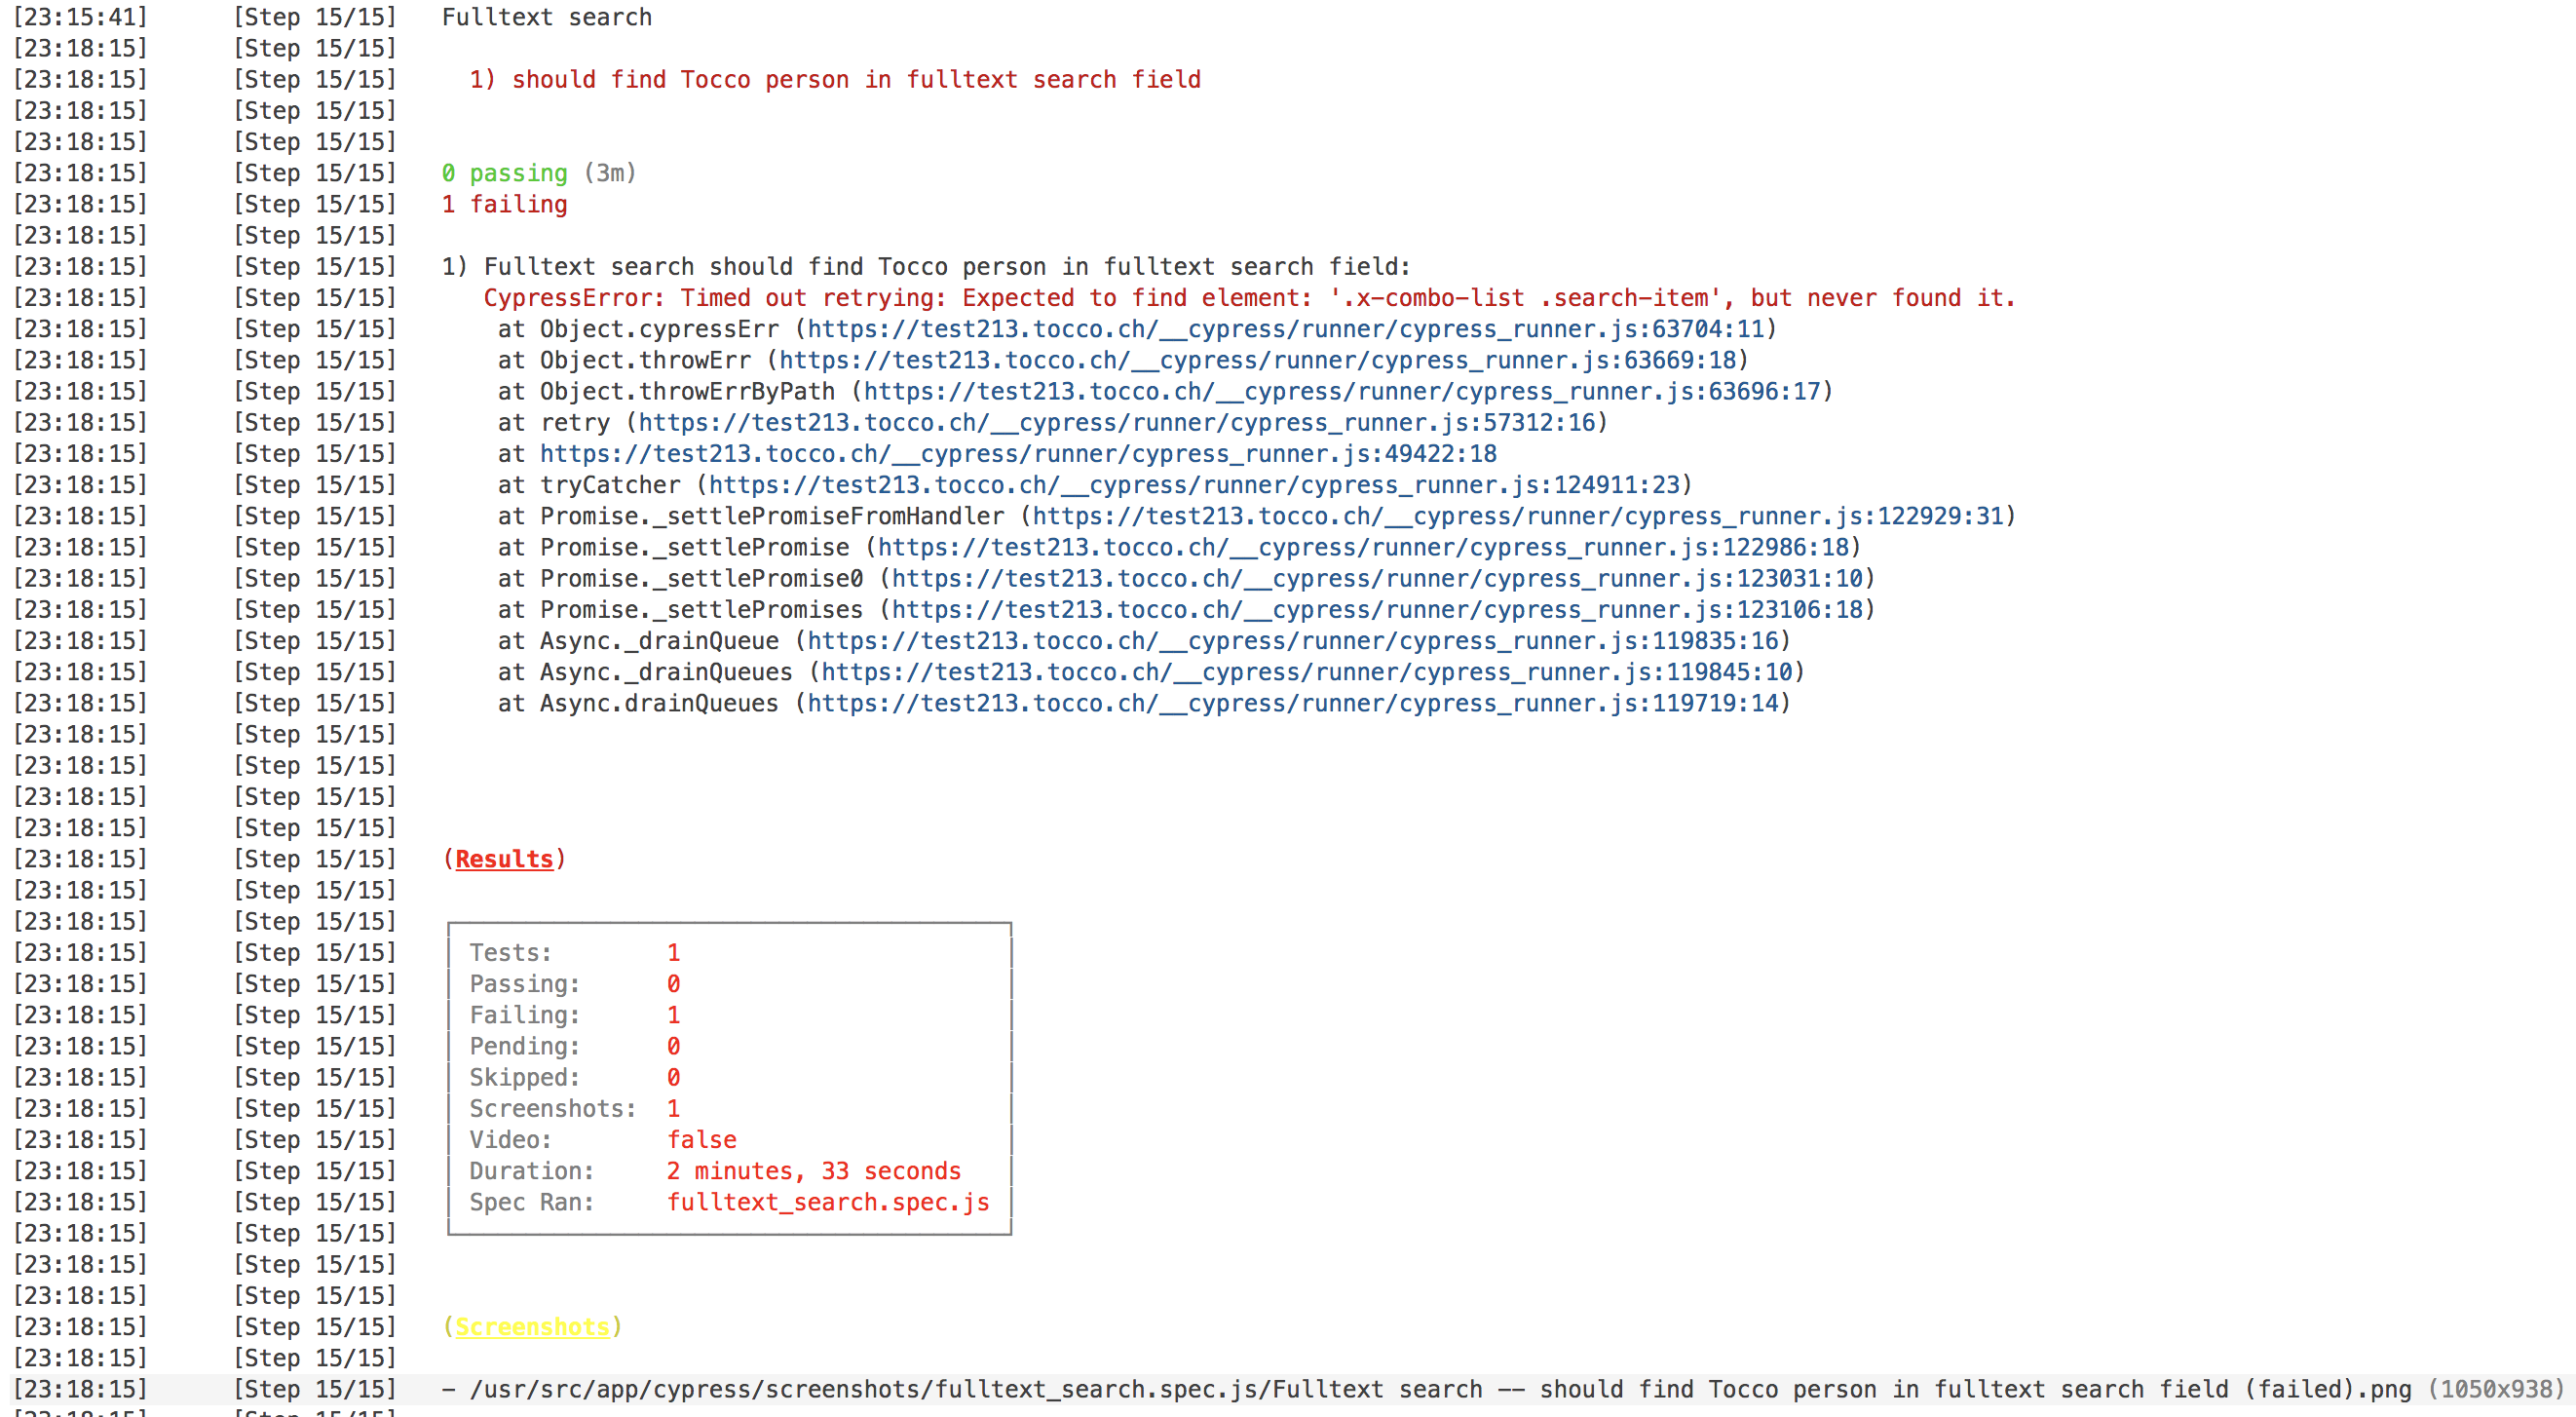 [23:15:41] [Step 15/15] Fulltext search
[23:18:15] [Step 15/15]
[23:18:15] [Step 15/15] 1) should find Tocco person in fulltext search field
[23:18:15] [Step 15/15]
[23:18:15] [Step 15/15]
[23:18:15] [Step 15/15] 0 passing (3m)
[23:18:15] [Step 15/15] 1 failing
[23:18:15] [Step 15/15]
[23:18:15] [Step 15/15] 1) Fulltext search should find Tocco person in fulltext search field:
[23:18:15] [Step 15/15] CypressError: Timed out retrying: Expected to find element: '.x-combo-list .search-item', but never found it.
[23:18:15] [Step 15/15] at Object.cypressErr (https://test213.tocco.ch/__cypress/runner/cypress_runner.js:63704:11)
[23:18:15] [Step 15/15] at Object.throwErr (https://test213.tocco.ch/__cypress/runner/cypress_runner.js:63669:18)
[23:18:15] [Step 15/15] at Object.throwErrByPath (https://test213.tocco.ch/__cypress/runner/cypress_runner.js:63696:17)
[23:18:15] [Step 15/15] at retry (https://test213.tocco.ch/__cypress/runner/cypress_runner.js:57312:16)
[23:18:15] [Step 15/15] at https://test213.tocco.ch/__cypress/runner/cypress_runner.js:49422:18
[23:18:15] [Step 15/15] at tryCatcher (https://test213.tocco.ch/__cypress/runner/cypress_runner.js:124911:23)
[23:18:15] [Step 15/15] at Promise._settlePromiseFromHandler (https://test213.tocco.ch/__cypress/runner/cypress_runner.js:122929:31)
[23:18:15] [Step 15/15] at Promise._settlePromise (https://test213.tocco.ch/__cypress/runner/cypress_runner.js:122986:18)
[23:18:15] [Step 15/15] at Promise._settlePromise0 (https://test213.tocco.ch/__cypress/runner/cypress_runner.js:123031:10)
[23:18:15] [Step 15/15] at Promise._settlePromises (https://test213.tocco.ch/__cypress/runner/cypress_runner.js:123106:18)
[23:18:15] [Step 15/15] at Async._drainQueue (https://test213.tocco.ch/__cypress/runner/cypress_runner.js:119835:16)
[23:18:15] [Step 15/15] at Async._drainQueues (https://test213.tocco.ch/__cypress/runner/cypress_runner.js:119845:10)
[23:18:15] [Step 15/15] at Async.drainQueues (https://test213.tocco.ch/__cypress/runner/cypress_runner.js:119719:14)
[23:18:15] [Step 15/15]
[23:18:15] [Step 15/15]
[23:18:15] [Step 15/15]
[23:18:15] [Step 15/15]
[23:18:15] [Step 15/15] (Results)
[23:18:15] [Step 15/15]
[23:18:15] [Step 15/15]
[23:18:15] [Step 15/15] Tests: 1
[23:18:15] [Step 15/15] Passing: 0
[23:18:15] [Step 15/15] Failing: 1
[23:18:15] [Step 15/15] Pending: 0
[23:18:15] [Step 15/15] Skipped: 0
[23:18:15] [Step 15/15] Screenshots: 1
[23:18:15] [Step 15/15] Video: false
[23:18:15] [Step 15/15] Duration: 2 minutes, 33 seconds
[23:18:15] [Step 15/15] Spec Ran: fulltext_search.spec.js
[23:18:15] [Step 15/15]
[23:18:15] [Step 15/15]
[23:18:15] [Step 15/15]
[23:18:15] [Step 15/15] (Screenshots)
[23:18:15] [Step 15/15]
[23:18:15] [Step 15/15] – /usr/src/app/cypress/screenshots/fulltext_search.spec.js/Fulltext search -- should find Tocco person in fulltext search field (failed).png (1050x938)
[23:18:15] [Step 15/15]